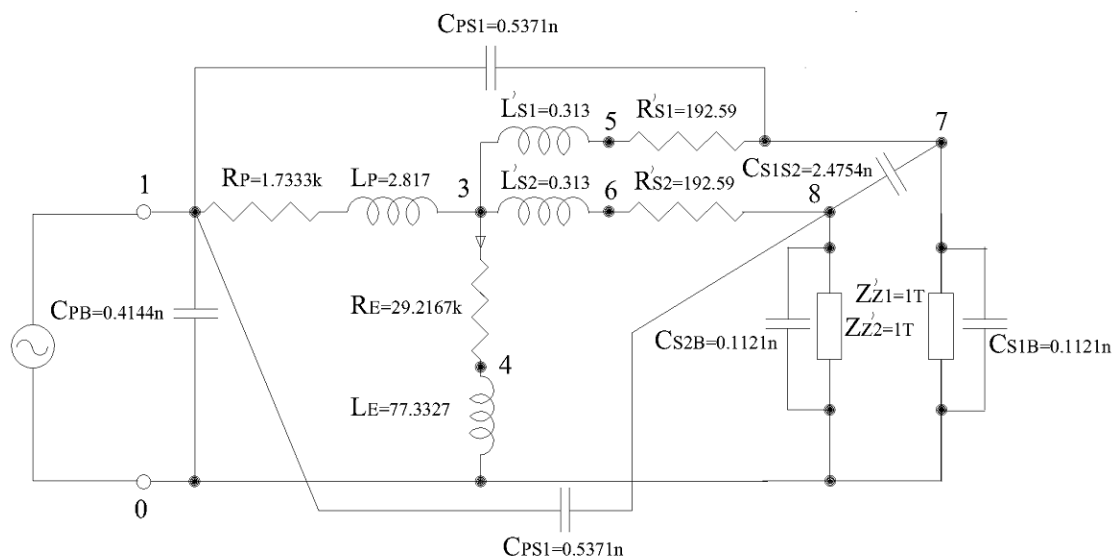 CPS1=0.5371n
L'S1=0.313
5
R'S1=192.59
7
1
RP=1.7333k
LP=2.817
3
L'S2=0.313
6
R'S2=192.59
CS1S2=2.4754n
8
CPB=0.4144n
RE=29.2167k
Z'Z1=1T
Z'Z2=1T
CS2B=0.1121n
CS1B=0.1121n
4
LE=77.3327
0
CPS1=0.5371n